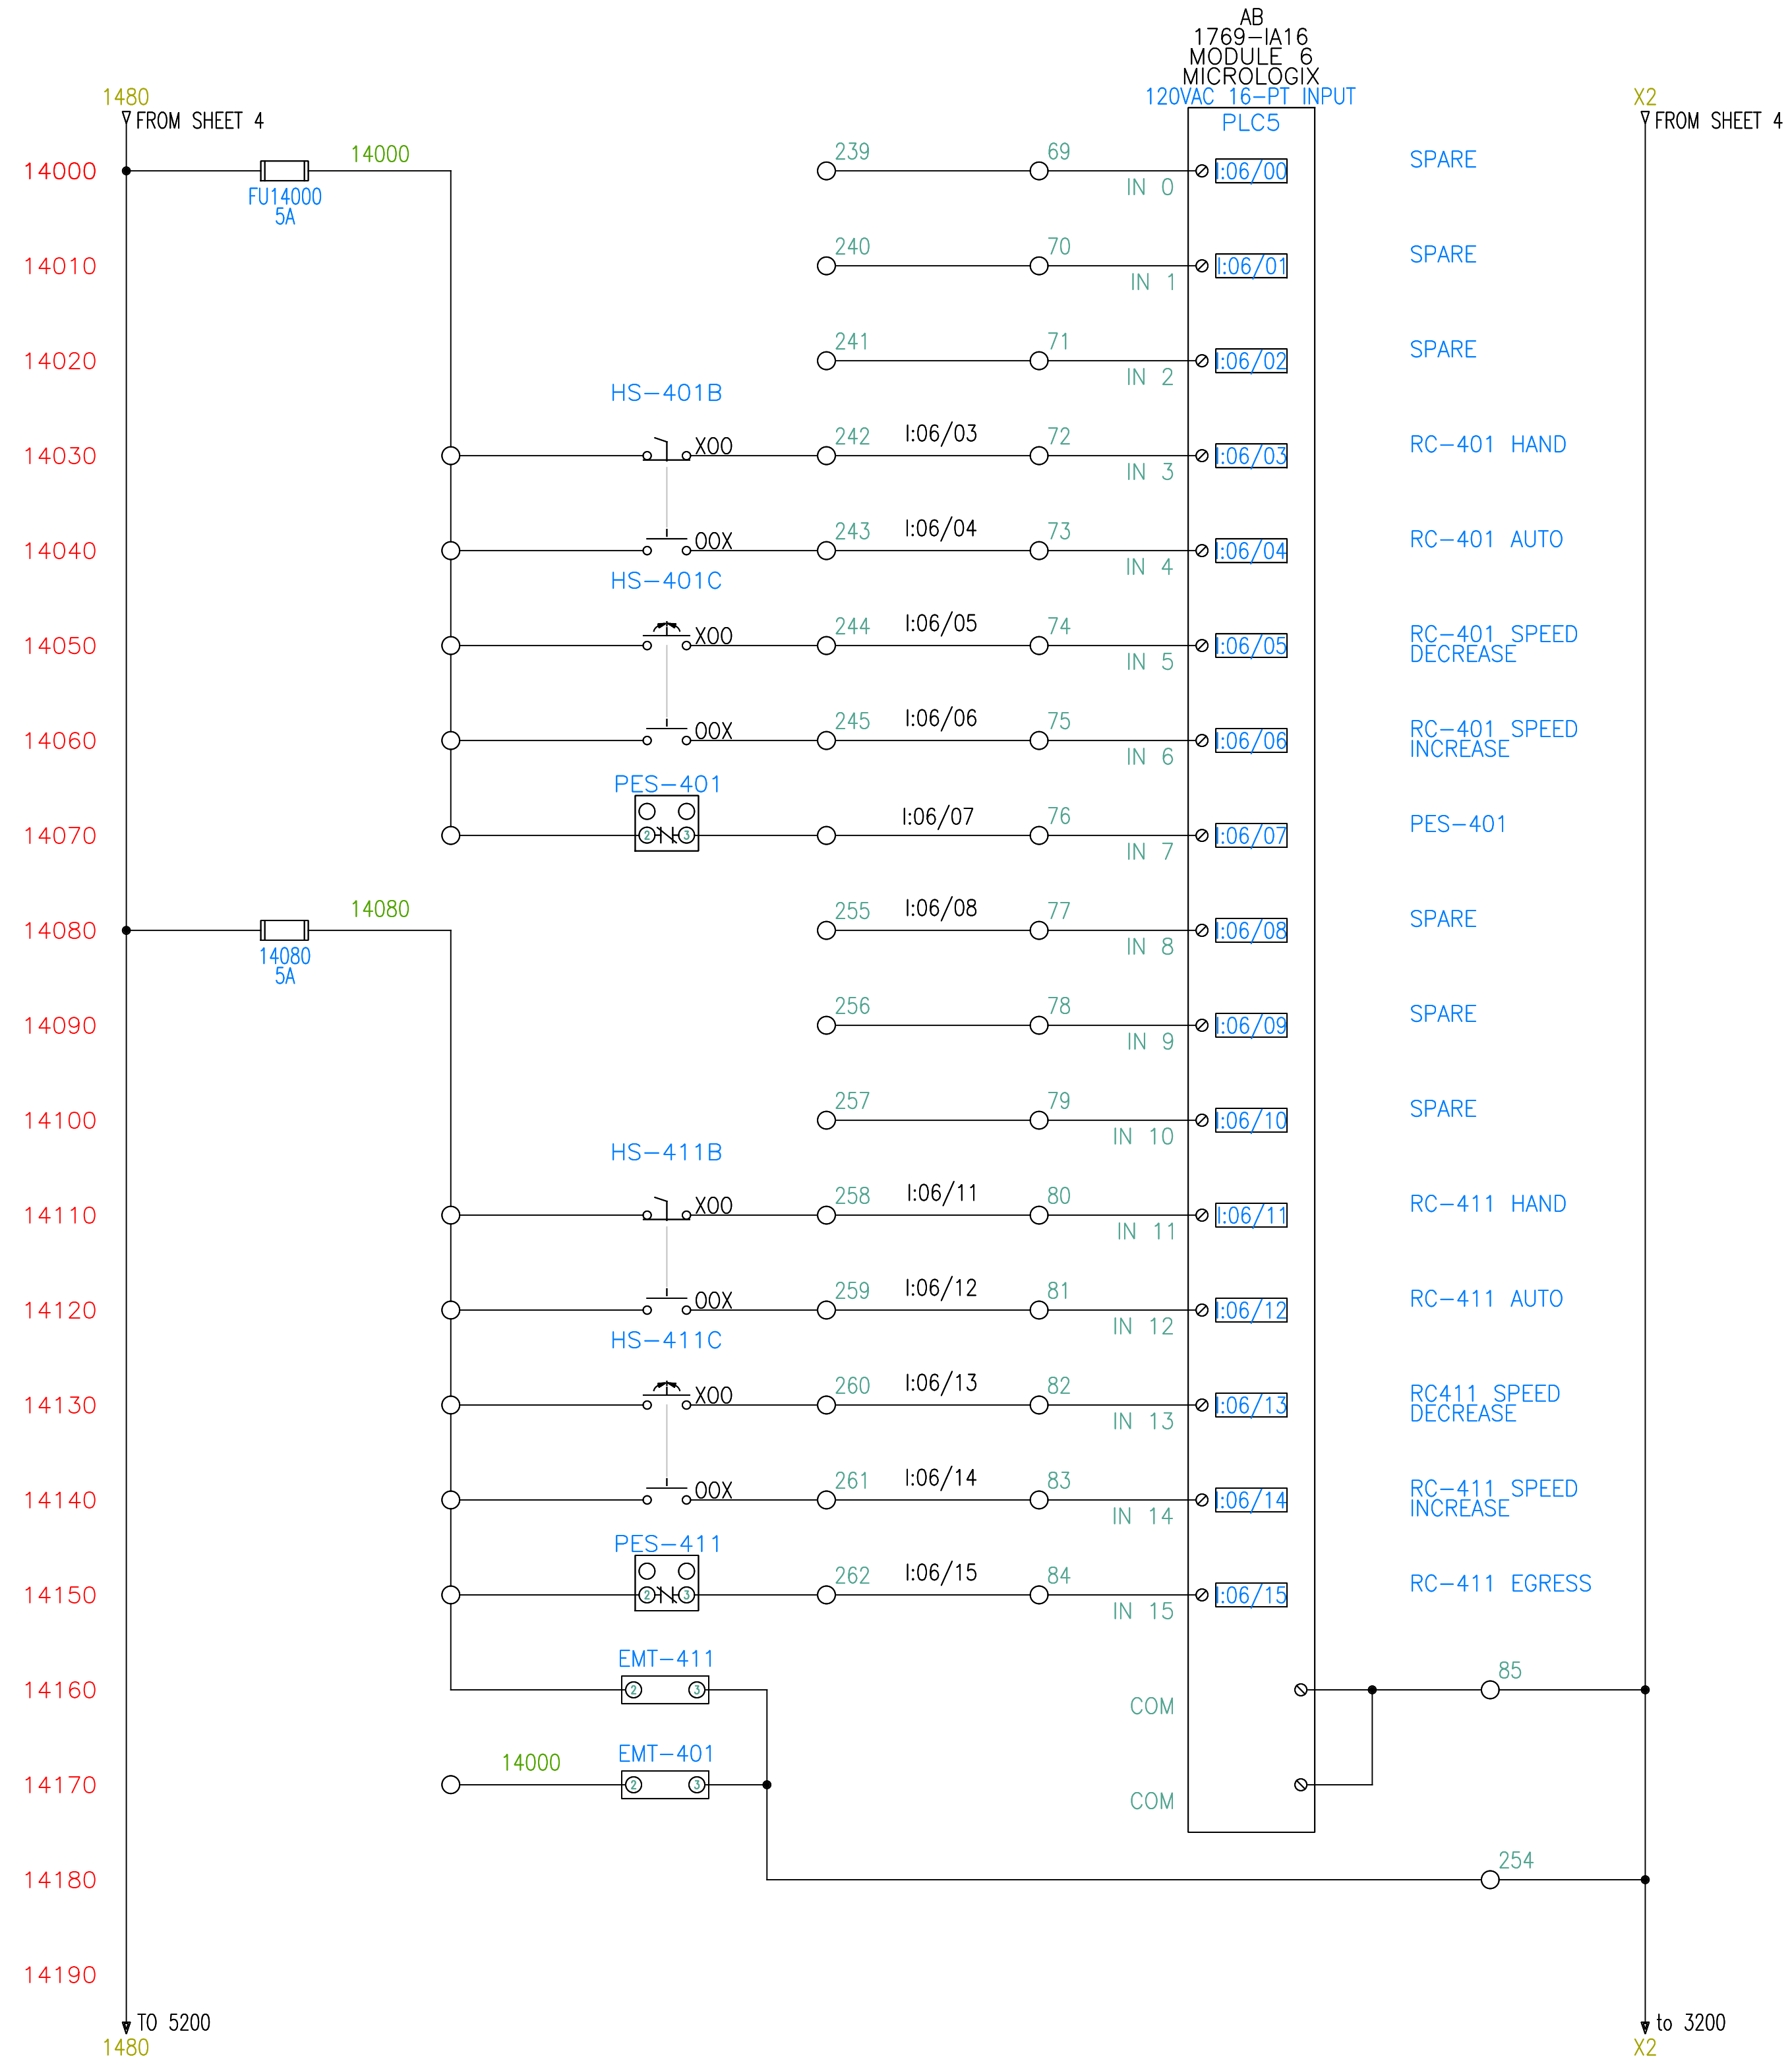 AB
1769-IA16
MODULE 6
MICROLOGIX
120VAC 16-PT INPUT
PLC5
1480
FROM SHEET 4
X2
FROM SHEET 4
14000
14000
FU14000
5A
239
69
IN 0
I:06/00
SPARE
14010
240
70
IN 1
I:06/01
SPARE
14020
241
71
IN 2
I:06/02
SPARE
HS-401B
14030
X00
242
I:06/03
72
IN 3
I:06/03
RC-401 HAND
14040
00X
243
I:06/04
73
IN 4
I:06/04
RC-401 AUTO
HS-401C
14050
X00
244
I:06/05
74
IN 5
I:06/05
RC-401 SPEED
DECREASE
14060
00X
245
I:06/06
75
IN 6
I:06/06
RC-401 SPEED
INCREASE
PES-401
14070
2
3
I:06/07
76
IN 7
I:06/07
PES-401
14080
14080
14080
5A
255
I:06/08
77
IN 8
I:06/08
SPARE
14090
256
78
IN 9
I:06/09
SPARE
14100
257
79
IN 10
I:06/10
SPARE
HS-411B
14110
X00
258
I:06/11
80
IN 11
I:06/11
RC-411 HAND
14120
00X
259
I:06/12
81
IN 12
I:06/12
RC-411 AUTO
HS-411C
14130
X00
260
I:06/13
82
IN 13
I:06/13
RC411 SPEED
DECREASE
14140
00X
261
I:06/14
83
IN 14
I:06/14
RC-411 SPEED
INCREASE
PES-411
14150
2
3
262
I:06/15
84
IN 15
I:06/15
RC-411 EGRESS
EMT-411
14160
2
3
COM
85
EMT-401
14170
14000
2
3
COM
14180
254
14190
TO 5200
1480
to 3200
X2